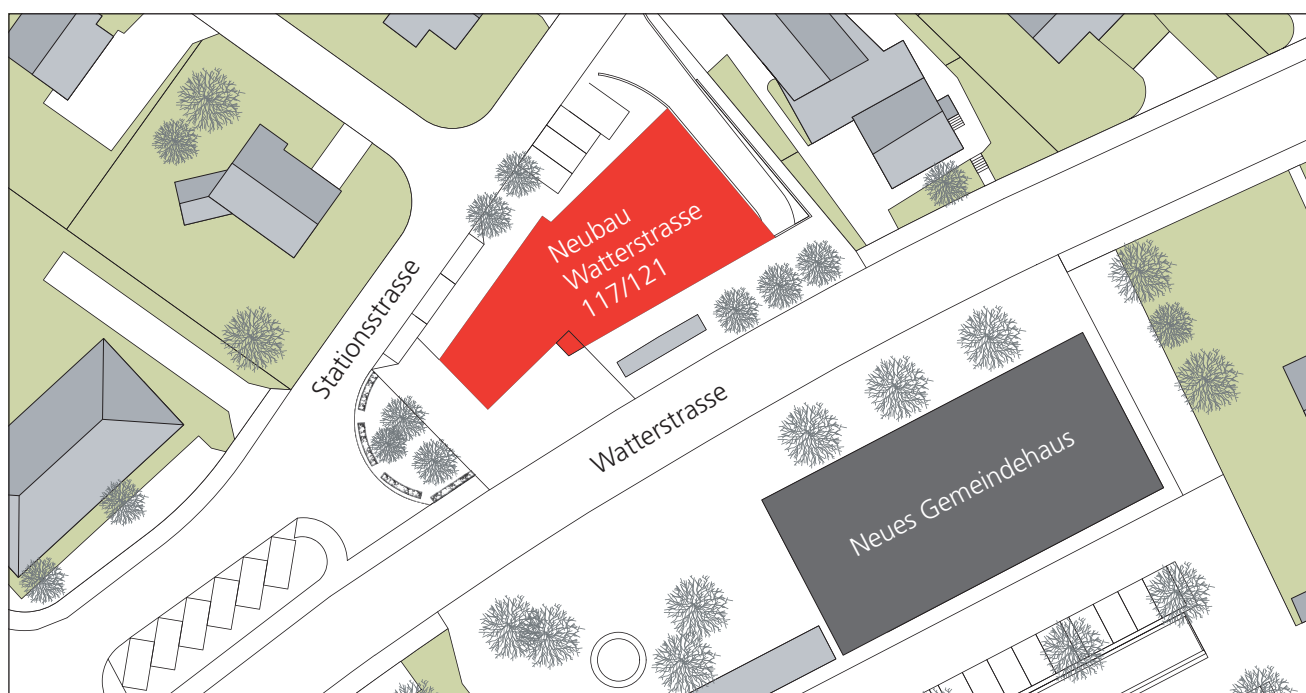 Neubau
Watterstrasse
117/121
Stationsstrasse
Watterstrasse
Neues Gemeindehaus